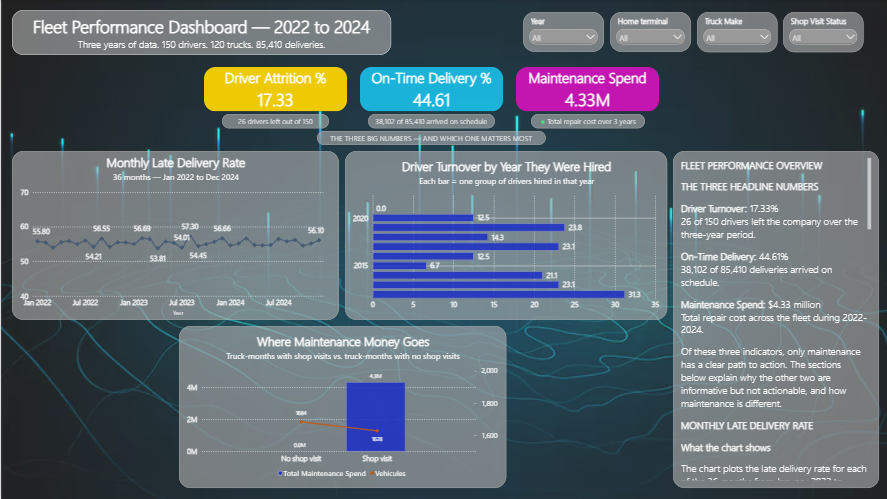 Fleet Performance Dashboard — 2022 to 2024
Three years of data. 150 drivers. 120 trucks. 85,410 deliveries.
Year
All
Home terminal
All
Truck Make
All
Shop Visit Status
All
Driver Attrition %
17.33
26 drivers left out of 150
On-Time Delivery %
44.61
38,102 of 85,410 arrived on schedule
Maintenance Spend
4.33M
Total repair cost over 3 years
THE THREE BIG NUMBERS — AND WHICH ONE MATTERS MOST
Monthly Late Delivery Rate
36 months — Jan 2022 to Dec 2024
70
60
50
40
55.80
56.55
54.21
56.69
53.81
54.01
57.30
54.45
56.66
56.10
Jan 2022
Jul 2022
Jan 2023
Jul 2023
Jan 2024
Jul 2024
Year
Driver Turnover by Year They Were Hired
Each bar = one group of drivers hired in that year
2020
2015
0.0
12.5
23.8
14.3
23.1
12.5
6.7
21.1
23.1
31.3
0
5
10
15
20
25
30
35
Where Maintenance Money Goes
Truck-months with shop visits vs. truck-months with no shop visits
4M
2M
0M
2,000
1,800
1,600
4.3M
0.0M
1678
No shop visit
Shop visit
Total Maintenance Spend
Vehicules
FLEET PERFORMANCE OVERVIEW
THE THREE HEADLINE NUMBERS
Driver Turnover: 17.33%
26 of 150 drivers left the company over the
three-year period.
On-Time Delivery: 44.61%
38,102 of 85,410 deliveries arrived on
schedule.
Maintenance Spend: $4.33 million
Total repair cost across the fleet during 2022–
2024.
Of these three indicators, only maintenance
has a clear path to action. The sections
below explain why the other two are
informative but not actionable, and how
maintenance is different.
MONTHLY LATE DELIVERY RATE
What the chart shows
The chart plots the late delivery rate for each